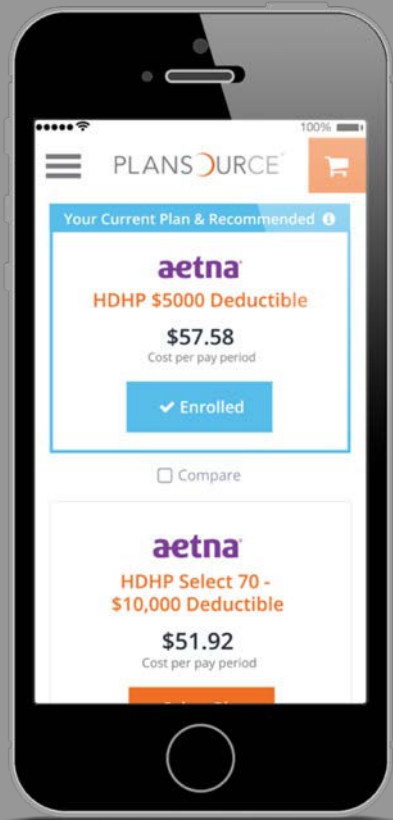 100%
PLANSOURCE
Your Current Plan & Recommended
aetna
HDHP $5000 Deductible
$57.58
Cost per pay period
✓ Enrolled
Compare
aetna
HDHP Select 70 -
$10,000 Deductible
$51.92
Cost per pay period